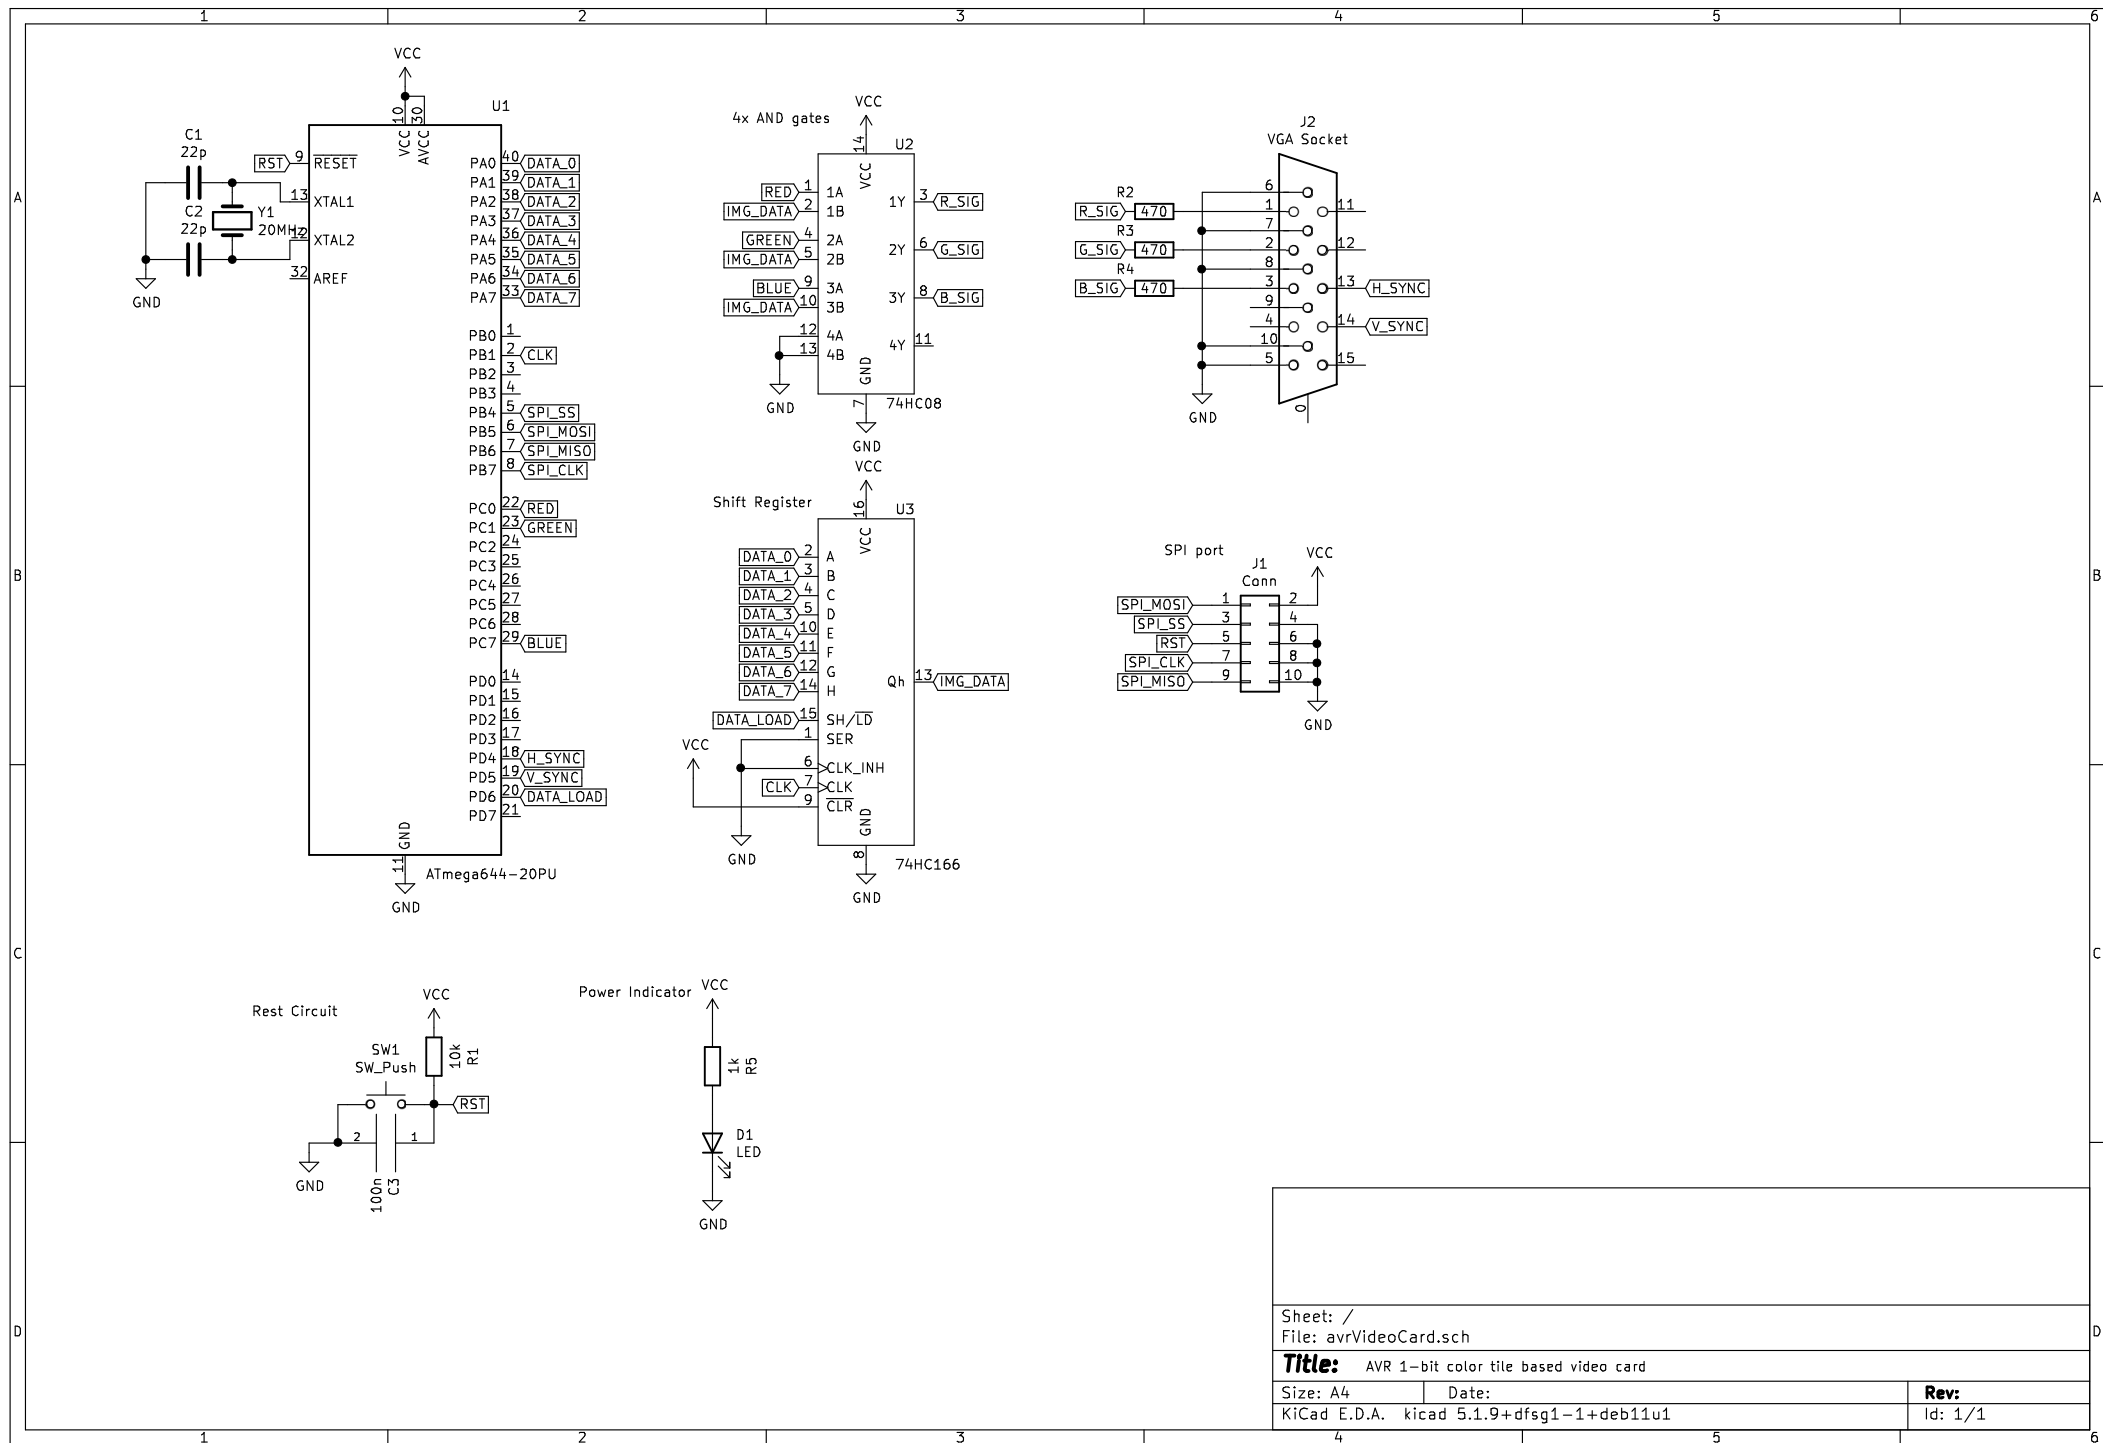 1 2 3 4 5 6
A
B
C
D
VCC
U1
10
30
VCC
AVCC
C1
22p
C2
22p
Y1
20MHz
GND
RST 9 RESET
13 XTAL1
12 XTAL2
32 AREF
PA0 40 DATA_0
PA1 39 DATA_1
PA2 38 DATA_2
PA3 37 DATA_3
PA4 36 DATA_4
PA5 35 DATA_5
PA6 34 DATA_6
PA7 33 DATA_7
PB0 1
PB1 2 CLK
PB2 3
PB3 4
PB4 5 SPI_SS
PB5 6 SPI_MOSI
PB6 7 SPI_MISO
PB7 8 SPI_CLK
PC0 22 RED
PC1 23 GREEN
PC2 24
PC3 25
PC4 26
PC5 27
PC6 28
PC7 29 BLUE
PD0 14
PD1 15
PD2 16
PD3 17
PD4 18 H_SYNC
PD5 19 V_SYNC
PD6 20 DATA_LOAD
PD7 21
GND
11
ATmega644-20PU
GND
4x AND gates
VCC
14
U2
VCC
RED 1 1A
IMG_DATA 2 1B
GREEN 4 2A
IMG_DATA 5 2B
BLUE 9 3A
IMG_DATA 10 3B
12 4A
13 4B
1Y 3 R_SIG
2Y 6 G_SIG
3Y 8 B_SIG
4Y 11
GND
GND
7
74HC08
GND
Shift Register
VCC
16
U3
VCC
DATA_0 2 A
DATA_1 3 B
DATA_2 4 C
DATA_3 5 D
DATA_4 10 E
DATA_5 11 F
DATA_6 12 G
DATA_7 14 H
Qh 13 IMG_DATA
DATA_LOAD 15 SH/LD
1 SER
VCC
6 CLK_INH
CLK 7 CLK
9 CLR
GND
GND
8
74HC166
GND
J2
VGA Socket
R2
R_SIG 470
R3
G_SIG 470
R4
B_SIG 470
6
1 11
7
2 12
8
3 13 H_SYNC
9
4 14 V_SYNC
10
5 15
0
GND
SPI port
J1
Conn
VCC
SPI_MOSI 1 2
SPI_SS 3 4
RST 5 6
SPI_CLK 7 8
SPI_MISO 9 10
GND
Rest Circuit
VCC
10k
R1
SW1
SW_Push
RST
2 1
GND
100n
C3
Power Indicator
VCC
1k
R5
D1
LED
GND
Sheet: /
File: avrVideoCard.sch
Title: AVR 1-bit color tile based video card
Size: A4 Date: Rev:
KiCad E.D.A. kicad 5.1.9+dfsg1-1+deb11u1 Id: 1/1
A
B
C
D
1 2 3 4 5 6